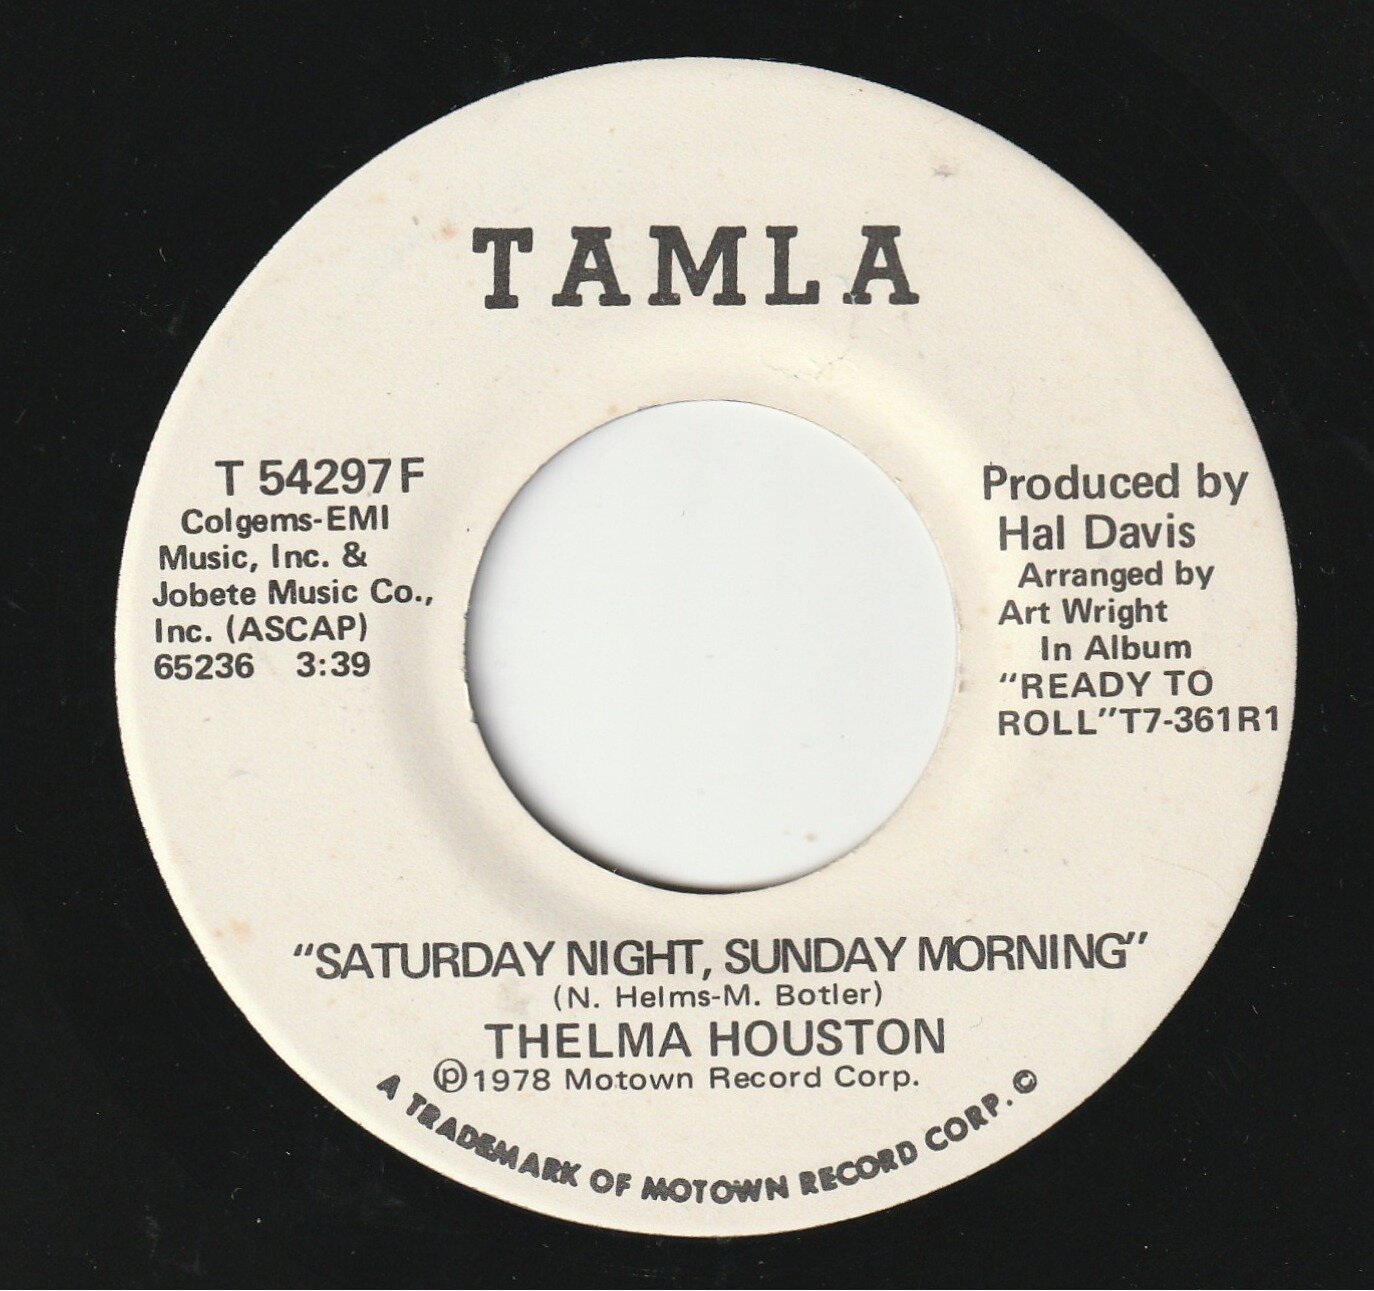 TAMLA
T 54297F
Colgems-EMI
Music, Inc. &
Jobete Music Co.,
Inc. (ASCAP)
65236 3:39
Produced by
Hal Davis
Arranged by
Art Wright
In Album
"READY TO
ROLL" T7-361R1
"SATURDAY NIGHT, SUNDAY MORNING"
(N. Helms-M. Botler)
THELMA HOUSTON
℗1978 Motown Record Corp.
A TRADEMARK OF MOTOWN RECORD CORP. ©